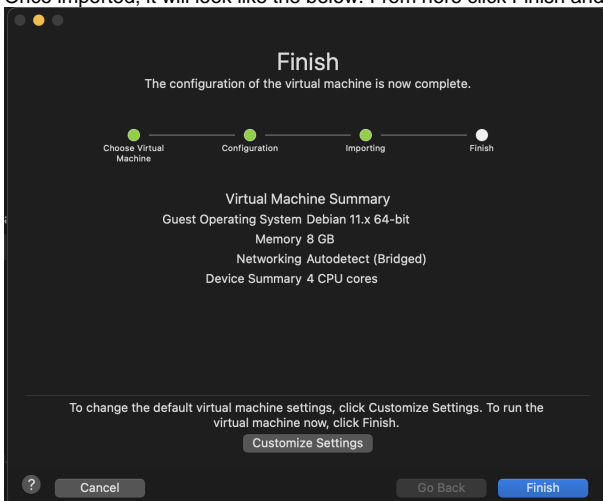 Once imported, it will look like the below. From here click Finish and
Finish
The configuration of the virtual machine is now complete.
Choose Virtual
Machine
Configuration
Importing
Finish
Virtual Machine Summary
Guest Operating System Debian 11.x 64-bit
Memory 8 GB
Networking Autodetect (Bridged)
Device Summary 4 CPU cores
To change the default virtual machine settings, click Customize Settings. To run the
virtual machine now, click Finish.
Customize Settings
?
Cancel
Go Back
Finish